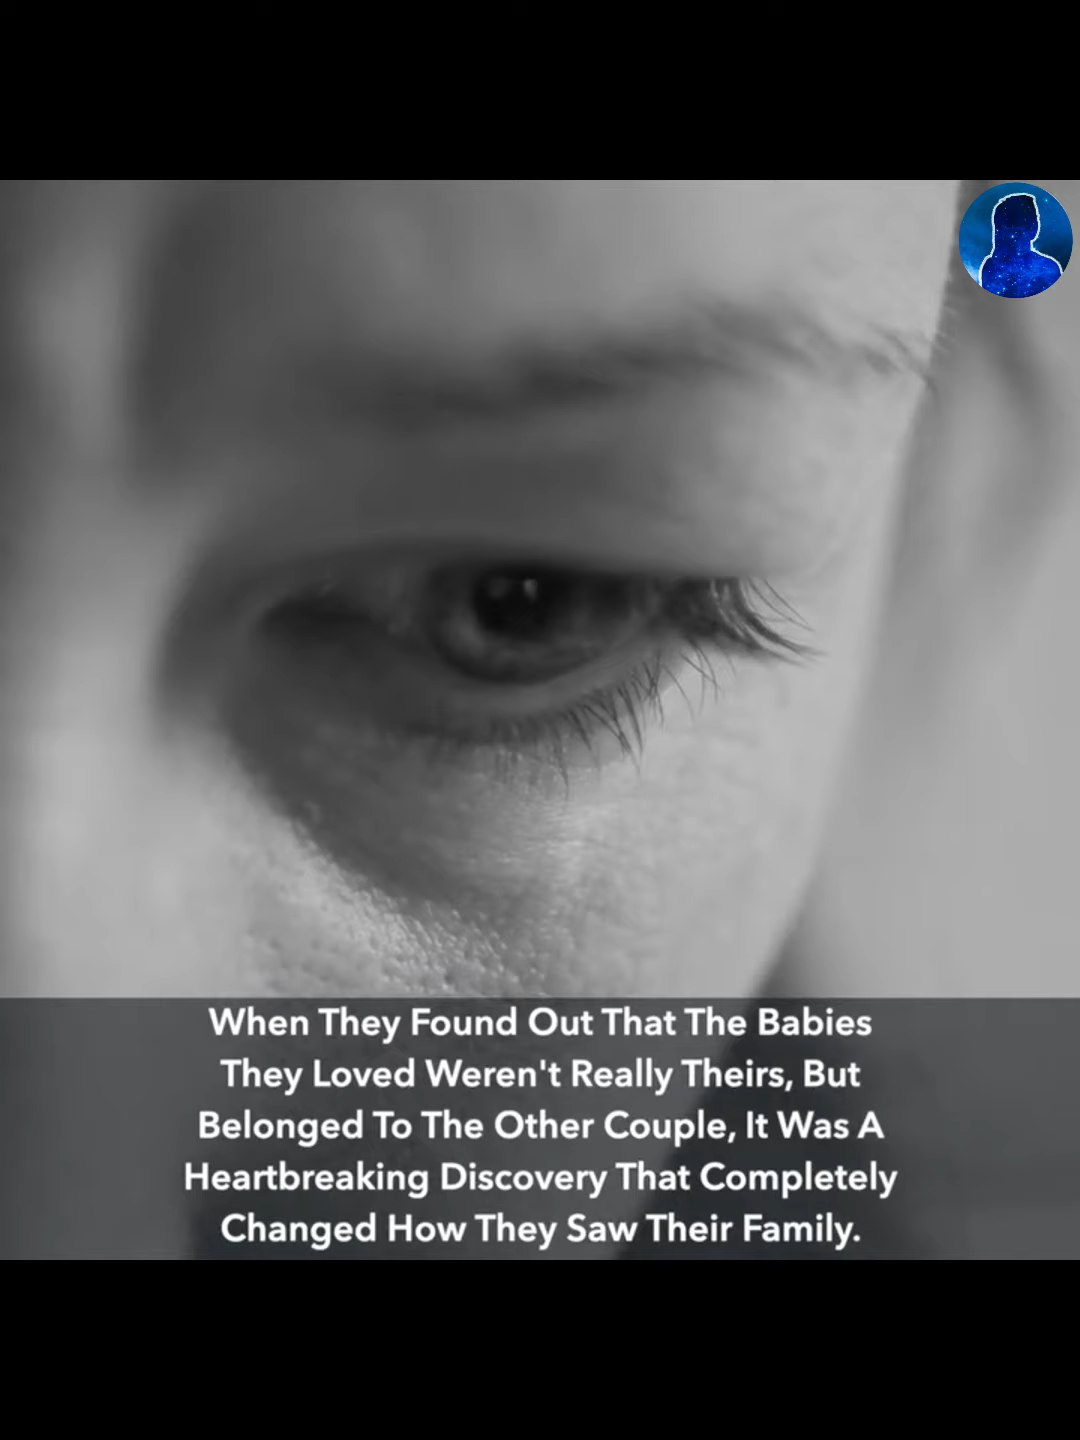 When They Found Out That The Babies
They Loved Weren't Really Theirs, But
Belonged To The Other Couple, It Was A
Heartbreaking Discovery That Completely
Changed How They Saw Their Family.